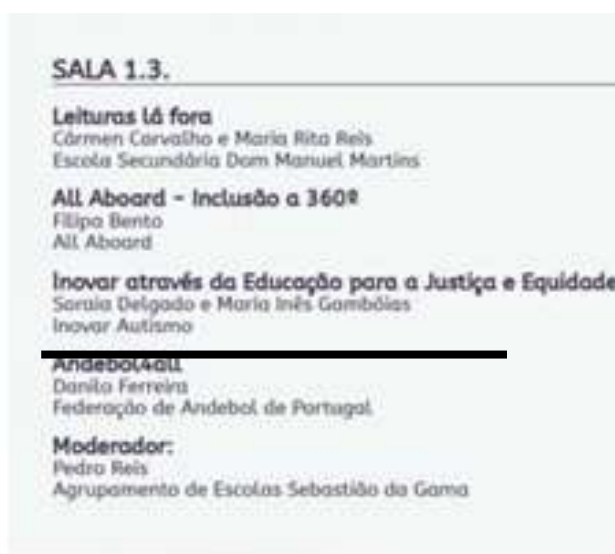 SALA 1.3.
Leituras lá fora
Cármen Carvalho e Maria Rita Reis
Escola Secundária Dom Manuel Martins
All Aboard - Inclusão a 360º
Filipa Bento
All Aboard
Inovar através da Educação para a Justiça e Equidade
Soraia Delgado e Maria Inês Gambôias
Inovar Autismo
Andebol4all
Danilo Ferreira
Federação de Andebol de Portugal
Moderador:
Pedro Reis
Agrupamento de Escolas Sebastião da Gama